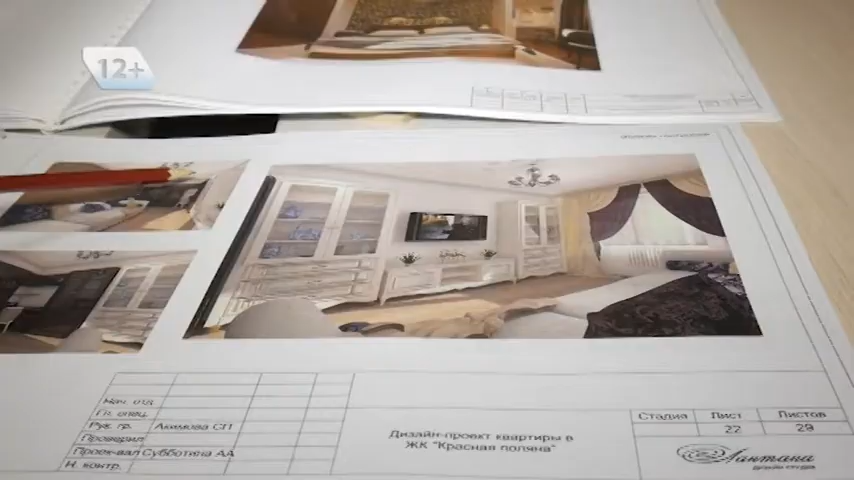 12+
Нач. отд.
Гл. спец.
Рук. гр. Акимова СП
Проверил
Проек-вал Субботина АА
Н. контр.
Дизайн-проект квартиры в
ЖК "Красная поляна"
Стадия Лист Листов
22 29
Лантана
дизайн студия